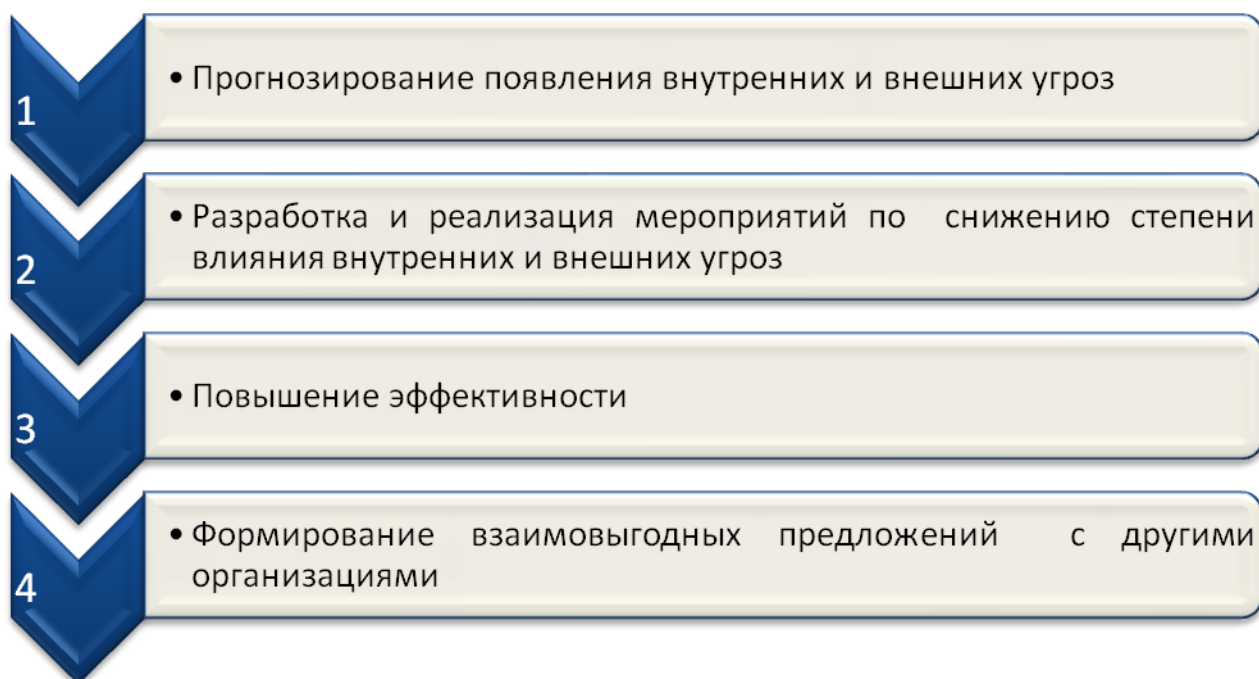 1
• Прогнозирование появления внутренних и внешних угроз
2
• Разработка и реализация мероприятий по снижению степени
влияния внутренних и внешних угроз
3
• Повышение эффективности
4
• Формирование взаимовыгодных предложений с другими
организациями